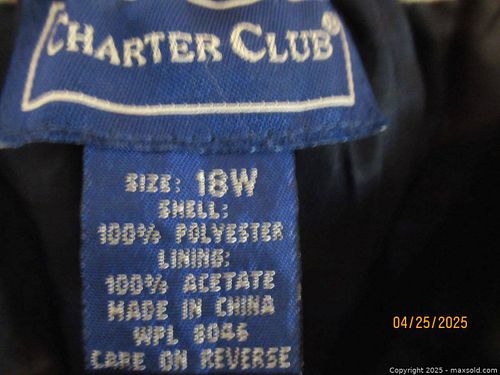 CHARTER CLUB®
SIZE: 18W
SHELL:
100% POLYESTER
LINING:
100% ACETATE
MADE IN CHINA
WPL 8046
CARE ON REVERSE
04/25/2025
Copyright 2025 - maxsold.com